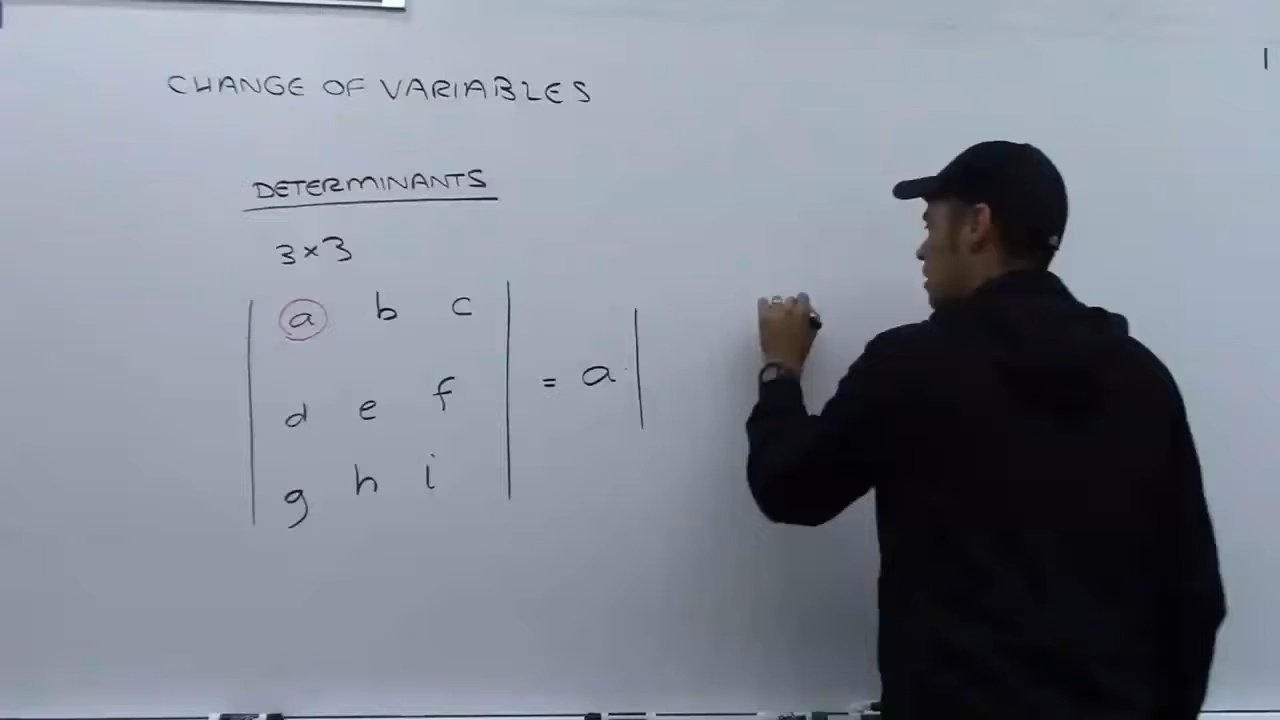 CHANGE OF VARIABLES
DETERMINANTS
3×3
| a b c |
| d e f | = a |
| g h i |